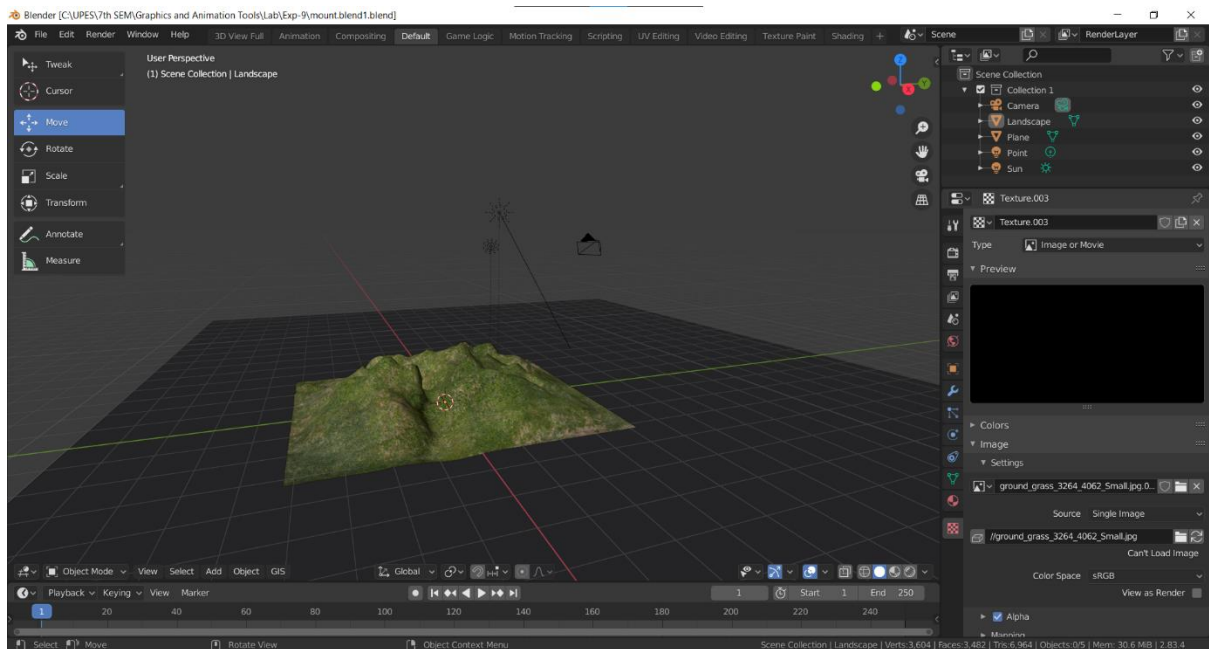 Blender [C:\UPES\7th SEM\Graphics and Animation Tools\Lab\Exp-9\mount.blend1.blend]
File Edit Render Window Help 3D View Full Animation Compositing Default Game Logic Motion Tracking Scripting UV Editing Video Editing Texture Paint Shading + Scene RenderLayer
Tweak
Cursor
Move
Rotate
Scale
Transform
Annotate
Measure
User Perspective
(1) Scene Collection | Landscape
Z
Y
X
Scene Collection
Collection 1
Camera
Landscape
Plane
Point
Sun
Texture.003
Texture.003
Type Image or Movie
Preview
Colors
Image
Settings
ground_grass_3264_4062_Small.jpg.0...
Source Single Image
//ground_grass_3264_4062_Small.jpg
Can't Load Image
Color Space sRGB
View as Render
Alpha
Mapping
Object Mode View Select Add Object GIS Global
Playback Keying View Marker 1 Start 1 End 250
1 20 40 60 80 100 120 140 160 180 200 220 240
Select Move Rotate View Object Context Menu Scene Collection | Landscape | Verts:3,604 | Faces:3,482 | Tris:6,964 | Objects:0/5 | Mem: 30.6 MiB | 2.83.4